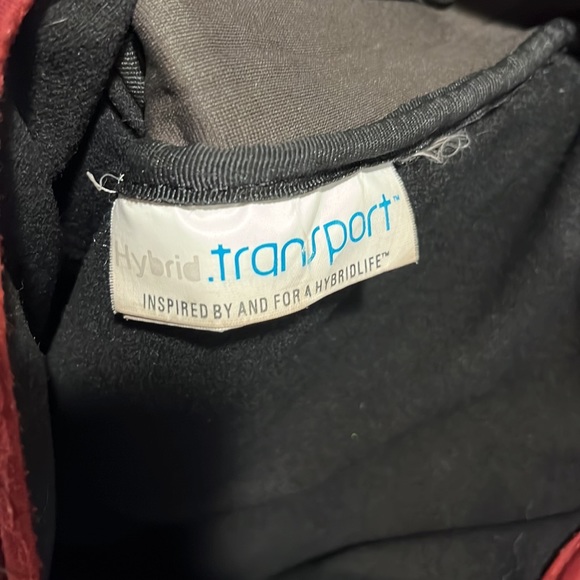 Hybrid.transport™
INSPIRED BY AND FOR A HYBRIDLIFE™